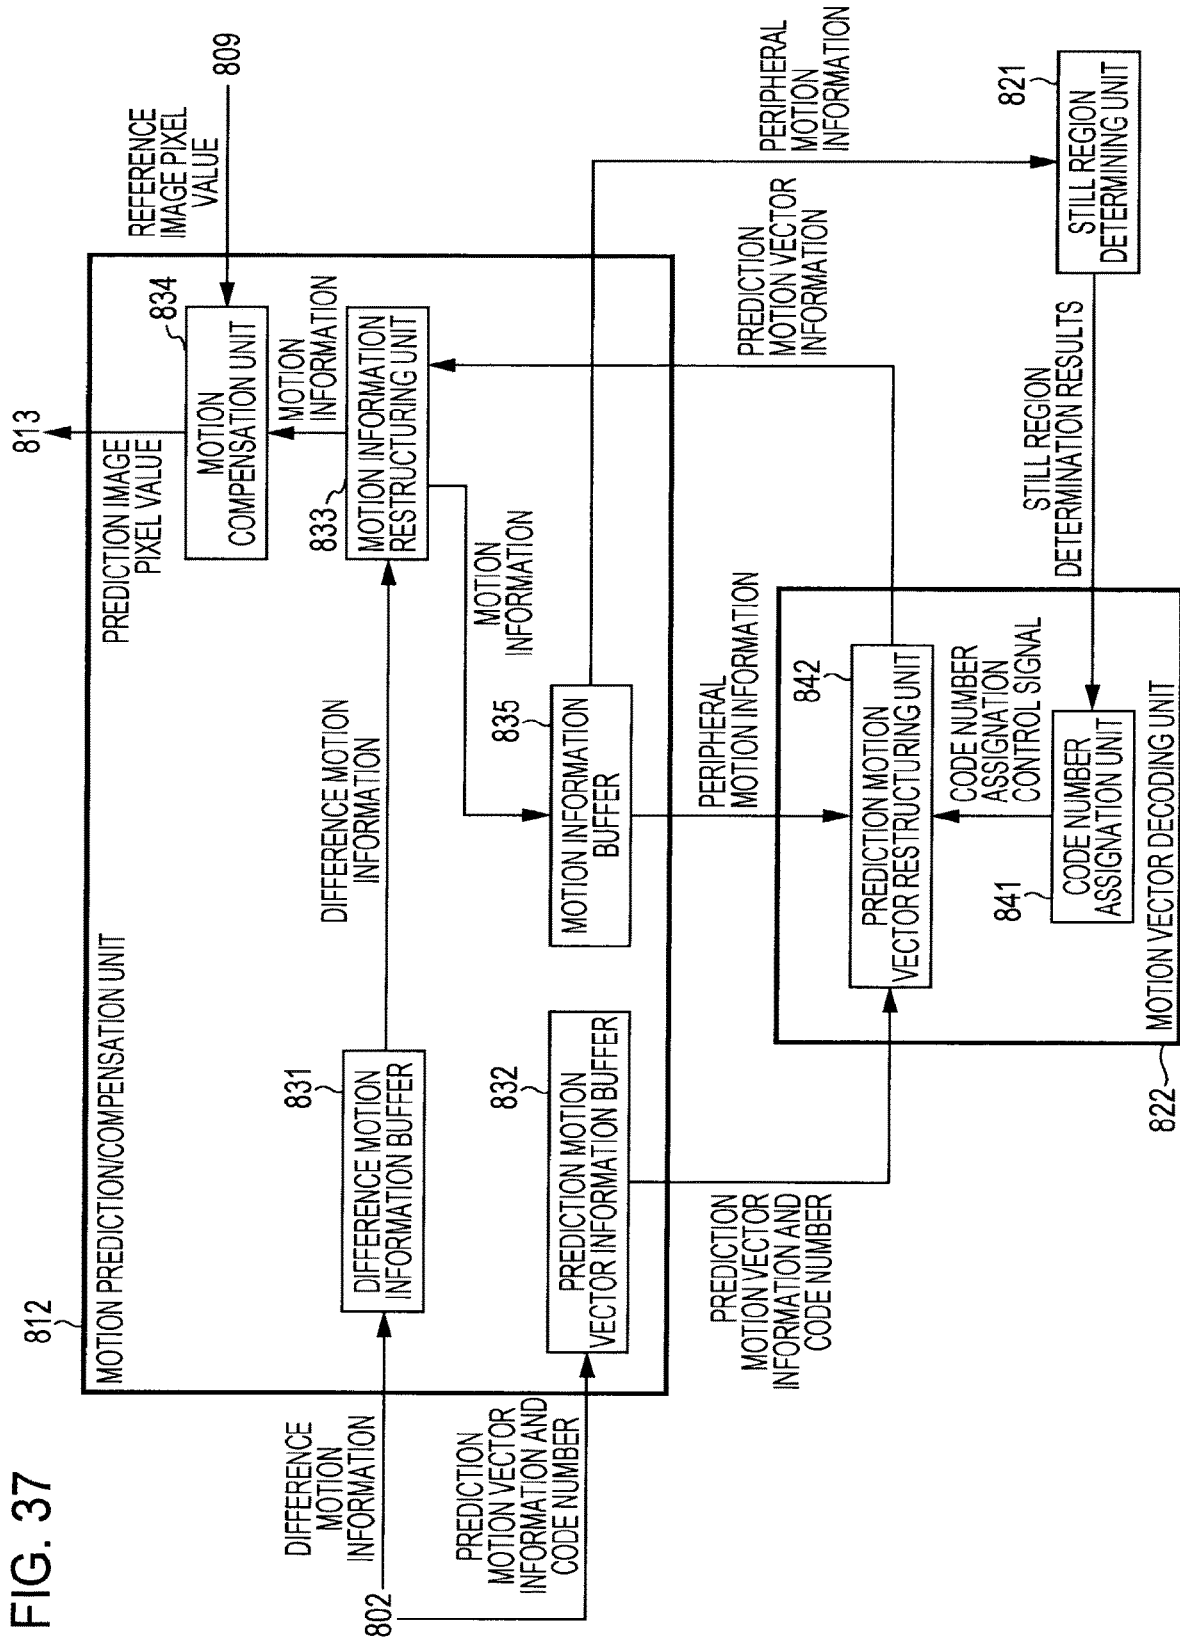 FIG. 37
812
MOTION PREDICTION/COMPENSATION UNIT
813
PREDICTION IMAGE
PIXEL VALUE
834
MOTION
COMPENSATION UNIT
REFERENCE
IMAGE PIXEL
VALUE
809
MOTION
INFORMATION
DIFFERENCE
MOTION
INFORMATION
802
831
DIFFERENCE MOTION
INFORMATION BUFFER
DIFFERENCE MOTION
INFORMATION
833
MOTION INFORMATION
RESTRUCTURING UNIT
MOTION
INFORMATION
PREDICTION
MOTION VECTOR
INFORMATION AND
CODE NUMBER
832
PREDICTION MOTION
VECTOR INFORMATION BUFFER
835
MOTION INFORMATION
BUFFER
PREDICTION
MOTION VECTOR
INFORMATION AND
CODE NUMBER
PERIPHERAL
MOTION INFORMATION
PREDICTION
MOTION VECTOR
INFORMATION
PERIPHERAL
MOTION
INFORMATION
842
PREDICTION MOTION
VECTOR RESTRUCTURING UNIT
CODE NUMBER
ASSIGNATION
CONTROL SIGNAL
841
CODE NUMBER
ASSIGNATION UNIT
MOTION VECTOR DECODING UNIT
822
STILL REGION
DETERMINATION RESULTS
821
STILL REGION
DETERMINING UNIT